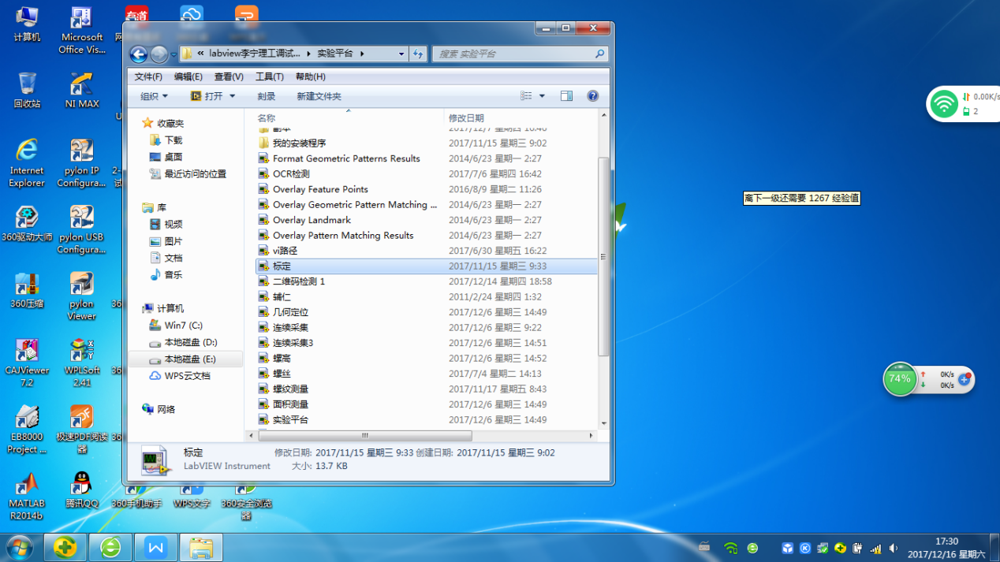 计算机
Microsoft
Office Vis...
有道
回收站
NI MAX
Internet
Explorer
pylon IP
Configura...
360驱动大师
pylon USB
Configura...
360压缩
pylon
Viewer
CAJViewer
7.2
WPLSoft
2.41
EB8000
Project ...
极速PDF阅读
器
MATLAB
R2014b
腾讯QQ
360手机助手
WPS文字
360安全浏览
器
« labview李宁理工调试... 实验平台
搜索 实验平台
文件(F) 编辑(E) 查看(V) 工具(T) 帮助(H)
组织 打开 刻录 新建文件夹
收藏夹
下载
桌面
最近访问的位置
库
视频
图片
文档
音乐
计算机
Win7 (C:)
本地磁盘 (D:)
本地磁盘 (E:)
WPS云文档
网络
名称 修改日期
副本 2017/12/7 星期四 16:46
我的安装程序 2017/11/15 星期三 9:02
Format Geometric Patterns Results 2014/6/23 星期一 2:27
OCR检测 2017/7/6 星期四 16:42
Overlay Feature Points 2016/8/9 星期二 11:26
Overlay Geometric Pattern Matching ... 2014/6/23 星期一 2:27
Overlay Landmark 2014/6/23 星期一 2:27
Overlay Pattern Matching Results 2014/6/23 星期一 2:27
vi路径 2017/6/30 星期五 16:22
标定 2017/11/15 星期三 9:33
二维码检测 1 2017/12/14 星期四 18:58
辅仁 2011/2/24 星期四 1:32
几何定位 2017/12/6 星期三 14:49
连续采集 2017/12/6 星期三 9:22
连续采集3 2017/12/6 星期三 14:51
螺高 2017/12/6 星期三 14:52
螺丝 2017/7/4 星期二 14:13
螺纹测量 2017/11/17 星期五 8:43
面积测量 2017/12/6 星期三 14:49
实验平台 2017/12/6 星期三 14:49
标定 修改日期: 2017/11/15 星期三 9:33 创建日期: 2017/11/15 星期三 9:02
LabVIEW Instrument 大小: 13.7 KB
0.00K/s
2
离下一级还需要 1267 经验值
74%
0K/s
0K/s
17:30
2017/12/16 星期六